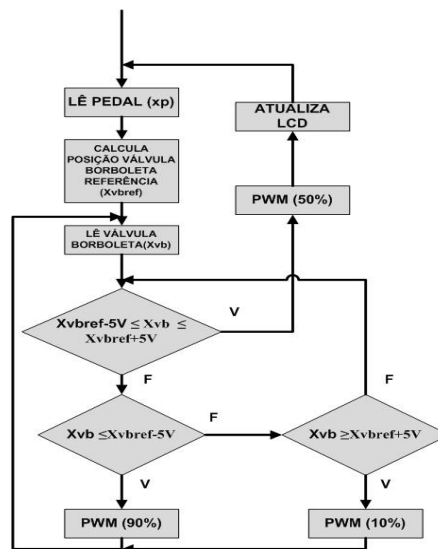 LÊ PEDAL (xp)
CALCULA
POSIÇÃO VÁLVULA
BORBOLETA
REFERÊNCIA
(Xvbref)
LÊ VÁLVULA
BORBOLETA(Xvb)
ATUALIZA
LCD
PWM (50%)
Xvbref-5V ≤ Xvb ≤
Xvbref+5V
V
F
Xvb ≤Xvbref-5V
F
V
Xvb ≥Xvbref+5V
F
V
PWM (90%)
PWM (10%)